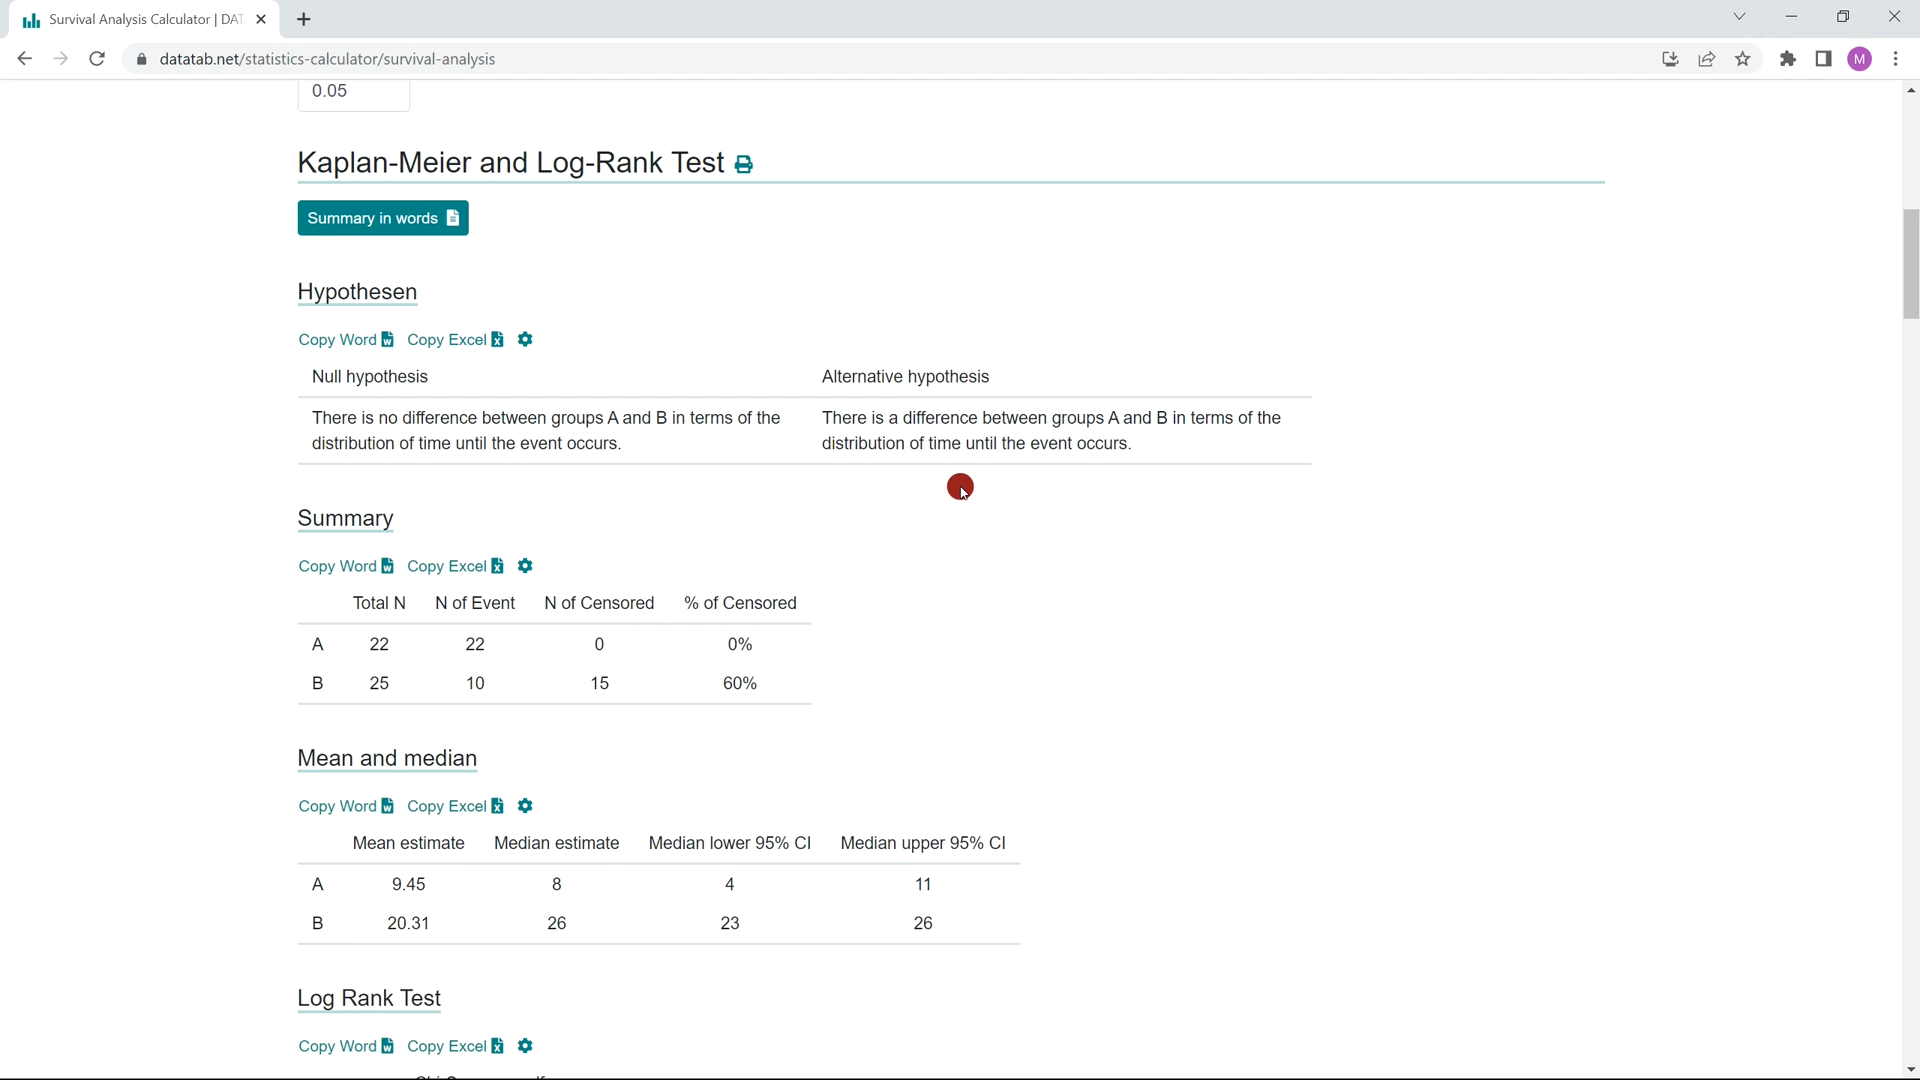 Survival Analysis Calculator | DAT
datatab.net/statistics-calculator/survival-analysis
M
0.05
Kaplan-Meier and Log-Rank Test
Summary in words
Hypothesen
Copy Word Copy Excel
Null hypothesis Alternative hypothesis
There is no difference between groups A and B in terms of the There is a difference between groups A and B in terms of the
distribution of time until the event occurs. distribution of time until the event occurs.
Summary
Copy Word Copy Excel
Total N N of Event N of Censored % of Censored
A 22 22 0 0%
B 25 10 15 60%
Mean and median
Copy Word Copy Excel
Mean estimate Median estimate Median lower 95% CI Median upper 95% CI
A 9.45 8 4 11
B 20.31 26 23 26
Log Rank Test
Copy Word Copy Excel